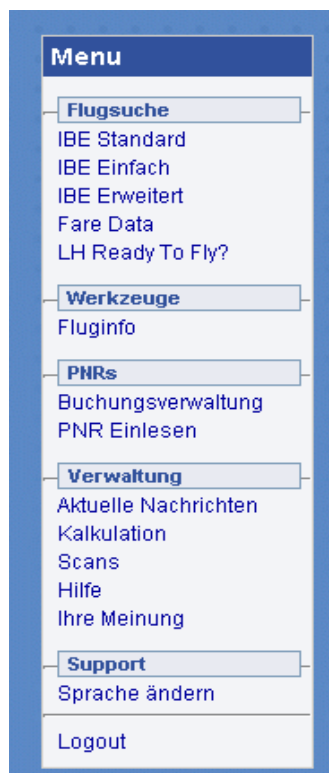 Menu
Flugsuche
IBE Standard
IBE Einfach
IBE Erweitert
Fare Data
LH Ready To Fly?
Werkzeuge
Fluginfo
PNRs
Buchungsverwaltung
PNR Einlesen
Verwaltung
Aktuelle Nachrichten
Kalkulation
Scans
Hilfe
Ihre Meinung
Support
Sprache ändern
Logout